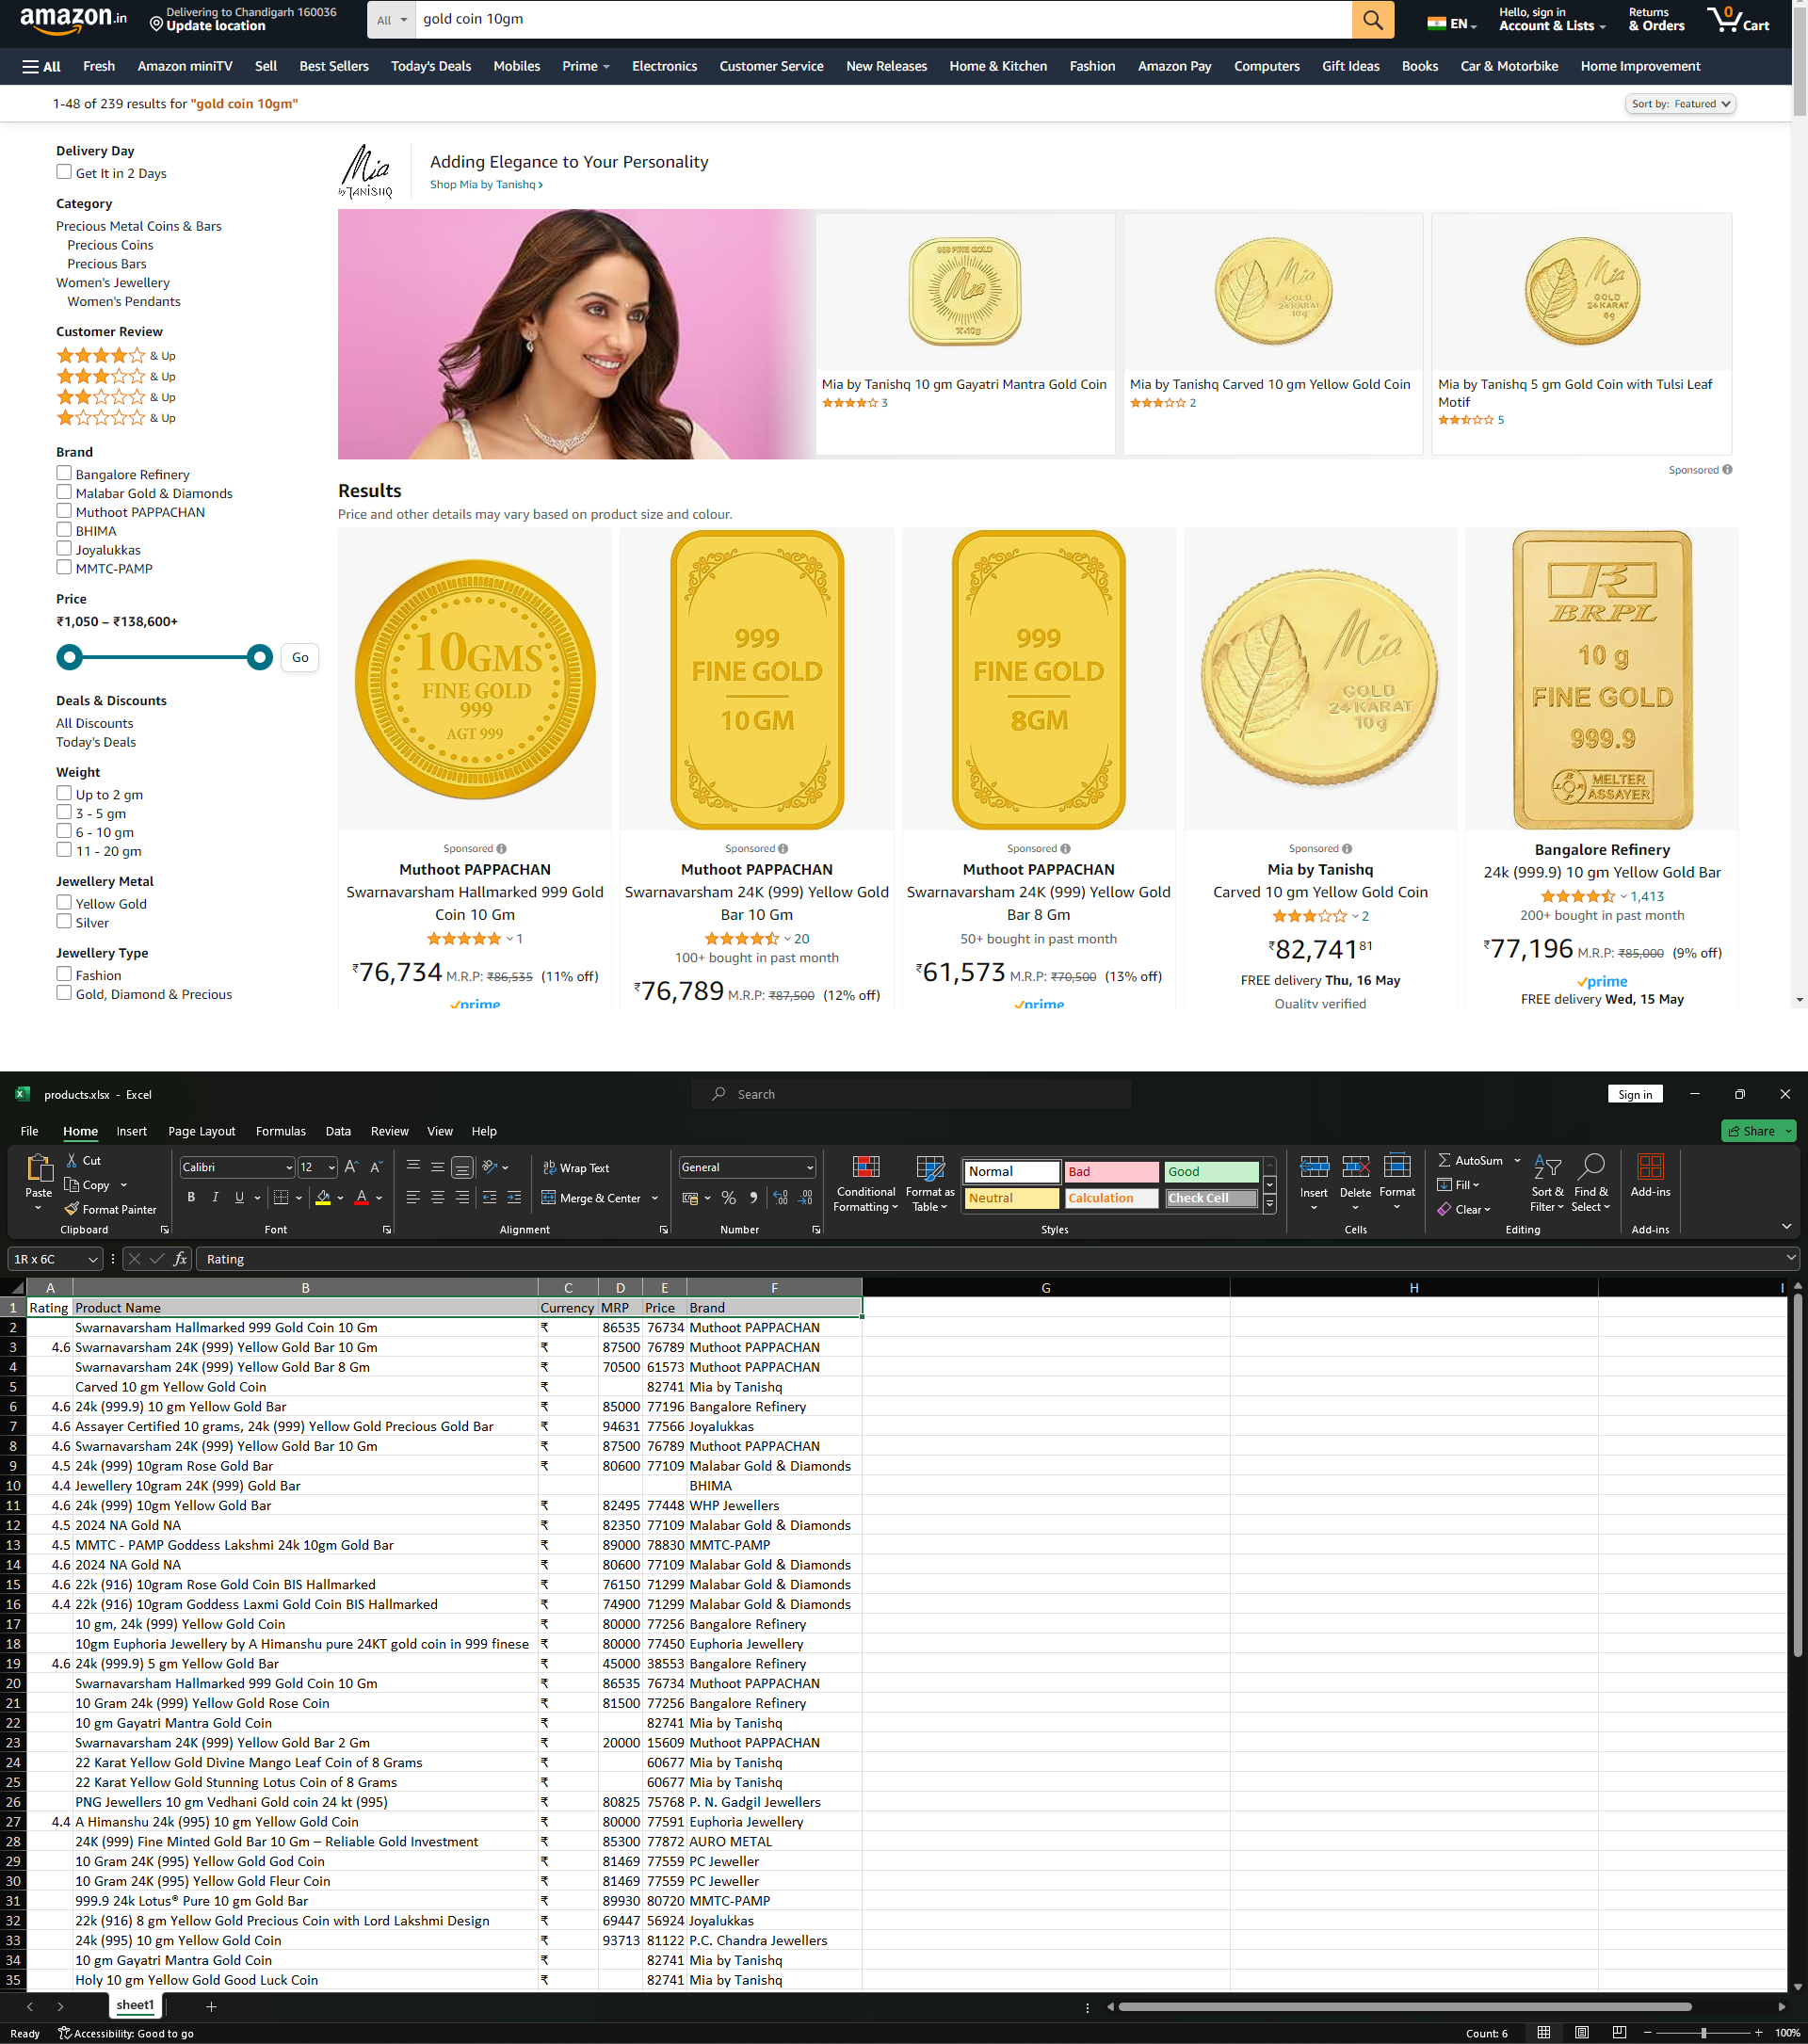 amazon.in
Delivering to Chandigarh 160036
Update location
All
gold coin 10gm
EN
Hello, sign in
Account & Lists
Returns
& Orders
0
Cart
All Fresh Amazon miniTV Sell Best Sellers Today's Deals Mobiles Prime Electronics Customer Service New Releases Home & Kitchen Fashion Amazon Pay Computers Gift Ideas Books Car & Motorbike Home Improvement
1-48 of 239 results for "gold coin 10gm"
Sort by: Featured
Delivery Day
Get It in 2 Days
Category
Precious Metal Coins & Bars
Precious Coins
Precious Bars
Women's Jewellery
Women's Pendants
Customer Review
& Up
& Up
& Up
& Up
Brand
Bangalore Refinery
Malabar Gold & Diamonds
Muthoot PAPPACHAN
BHIMA
Joyalukkas
MMTC-PAMP
Price
₹1,050 – ₹138,600+
Go
Deals & Discounts
All Discounts
Today's Deals
Weight
Up to 2 gm
3 - 5 gm
6 - 10 gm
11 - 20 gm
Jewellery Metal
Yellow Gold
Silver
Jewellery Type
Fashion
Gold, Diamond & Precious
Mia
by TANISHQ
Adding Elegance to Your Personality
Shop Mia by Tanishq
999 FINE GOLD
Mia
10g
Mia by Tanishq 10 gm Gayatri Mantra Gold Coin
3
Mia
GOLD
24 KARAT
10g
Mia by Tanishq Carved 10 gm Yellow Gold Coin
2
Mia
GOLD
24 KARAT
Mia by Tanishq 5 gm Gold Coin with Tulsi Leaf
Motif
5
Sponsored
Results
Price and other details may vary based on product size and colour.
10GMS
FINE GOLD
999
AGT 999
Sponsored
Muthoot PAPPACHAN
Swarnavarsham Hallmarked 999 Gold
Coin 10 Gm
1
₹76,734 M.R.P: ₹86,535 (11% off)
prime
999
FINE GOLD
10 GM
Sponsored
Muthoot PAPPACHAN
Swarnavarsham 24K (999) Yellow Gold
Bar 10 Gm
20
100+ bought in past month
₹76,789 M.R.P: ₹87,500 (12% off)
999
FINE GOLD
8GM
Sponsored
Muthoot PAPPACHAN
Swarnavarsham 24K (999) Yellow Gold
Bar 8 Gm
50+ bought in past month
₹61,573 M.R.P: ₹70,500 (13% off)
prime
Mia
GOLD
24 KARAT
10g
Sponsored
Mia by Tanishq
Carved 10 gm Yellow Gold Coin
2
₹82,741 81
FREE delivery Thu, 16 May
Quality verified
BRPL
10 g
FINE GOLD
999.9
MELTER
ASSAYER
Bangalore Refinery
24k (999.9) 10 gm Yellow Gold Bar
1,413
200+ bought in past month
₹77,196 M.R.P: ₹85,000 (9% off)
prime
FREE delivery Wed, 15 May
products.xlsx - Excel
Search
Sign in
File Home Insert Page Layout Formulas Data Review View Help
Share
Paste
Cut
Copy
Format Painter
Clipboard
Calibri 12
B I U
Font
Wrap Text
Merge & Center
Alignment
General
Number
Conditional
Formatting
Format as
Table
Normal Bad Good
Neutral Calculation Check Cell
Styles
Insert Delete Format
Cells
AutoSum
Fill
Clear
Sort &
Filter
Find &
Select
Editing
Add-ins
Add-ins
1R x 6C
fx
Rating
A B C D E F G H I
1 Rating Product Name Currency MRP Price Brand
2 Swarnavarsham Hallmarked 999 Gold Coin 10 Gm ₹ 86535 76734 Muthoot PAPPACHAN
3 4.6 Swarnavarsham 24K (999) Yellow Gold Bar 10 Gm ₹ 87500 76789 Muthoot PAPPACHAN
4 Swarnavarsham 24K (999) Yellow Gold Bar 8 Gm ₹ 70500 61573 Muthoot PAPPACHAN
5 Carved 10 gm Yellow Gold Coin ₹ 82741 Mia by Tanishq
6 4.6 24k (999.9) 10 gm Yellow Gold Bar ₹ 85000 77196 Bangalore Refinery
7 4.6 Assayer Certified 10 grams, 24k (999) Yellow Gold Precious Gold Bar ₹ 94631 77566 Joyalukkas
8 4.6 Swarnavarsham 24K (999) Yellow Gold Bar 10 Gm ₹ 87500 76789 Muthoot PAPPACHAN
9 4.5 24k (999) 10gram Rose Gold Bar ₹ 80600 77109 Malabar Gold & Diamonds
10 4.4 Jewellery 10gram 24K (999) Gold Bar BHIMA
11 4.6 24k (999) 10gm Yellow Gold Bar ₹ 82495 77448 WHP Jewellers
12 4.5 2024 NA Gold NA ₹ 82350 77109 Malabar Gold & Diamonds
13 4.5 MMTC - PAMP Goddess Lakshmi 24k 10gm Gold Bar ₹ 89000 78830 MMTC-PAMP
14 4.6 2024 NA Gold NA ₹ 80600 77109 Malabar Gold & Diamonds
15 4.6 22k (916) 10gram Rose Gold Coin BIS Hallmarked ₹ 76150 71299 Malabar Gold & Diamonds
16 4.4 22k (916) 10gram Goddess Laxmi Gold Coin BIS Hallmarked ₹ 74900 71299 Malabar Gold & Diamonds
17 10 gm, 24k (999) Yellow Gold Coin ₹ 80000 77256 Bangalore Refinery
18 10gm Euphoria Jewellery by A Himanshu pure 24KT gold coin in 999 finese ₹ 80000 77450 Euphoria Jewellery
19 4.6 24k (999.9) 5 gm Yellow Gold Bar ₹ 45000 38553 Bangalore Refinery
20 Swarnavarsham Hallmarked 999 Gold Coin 10 Gm ₹ 86535 76734 Muthoot PAPPACHAN
21 10 Gram 24k (999) Yellow Gold Rose Coin ₹ 81500 77256 Bangalore Refinery
22 10 gm Gayatri Mantra Gold Coin ₹ 82741 Mia by Tanishq
23 Swarnavarsham 24K (999) Yellow Gold Bar 2 Gm ₹ 20000 15609 Muthoot PAPPACHAN
24 22 Karat Yellow Gold Divine Mango Leaf Coin of 8 Grams ₹ 60677 Mia by Tanishq
25 22 Karat Yellow Gold Stunning Lotus Coin of 8 Grams ₹ 60677 Mia by Tanishq
26 PNG Jewellers 10 gm Vedhani Gold coin 24 kt (995) ₹ 80825 75768 P. N. Gadgil Jewellers
27 4.4 A Himanshu 24k (995) 10 gm Yellow Gold Coin ₹ 80000 77591 Euphoria Jewellery
28 24K (999) Fine Minted Gold Bar 10 Gm – Reliable Gold Investment ₹ 85300 77872 AURO METAL
29 10 Gram 24K (995) Yellow Gold God Coin ₹ 81469 77559 PC Jeweller
30 10 Gram 24K (995) Yellow Gold Fleur Coin ₹ 81469 77559 PC Jeweller
31 999.9 24k Lotus® Pure 10 gm Gold Bar ₹ 89930 80720 MMTC-PAMP
32 22k (916) 8 gm Yellow Gold Precious Coin with Lord Lakshmi Design ₹ 69447 56924 Joyalukkas
33 24k (995) 10 gm Yellow Gold Coin ₹ 93713 81122 P.C. Chandra Jewellers
34 10 gm Gayatri Mantra Gold Coin ₹ 82741 Mia by Tanishq
35 Holy 10 gm Yellow Gold Good Luck Coin ₹ 82741 Mia by Tanishq
sheet1
Ready Accessibility: Good to go
Count: 6
100%